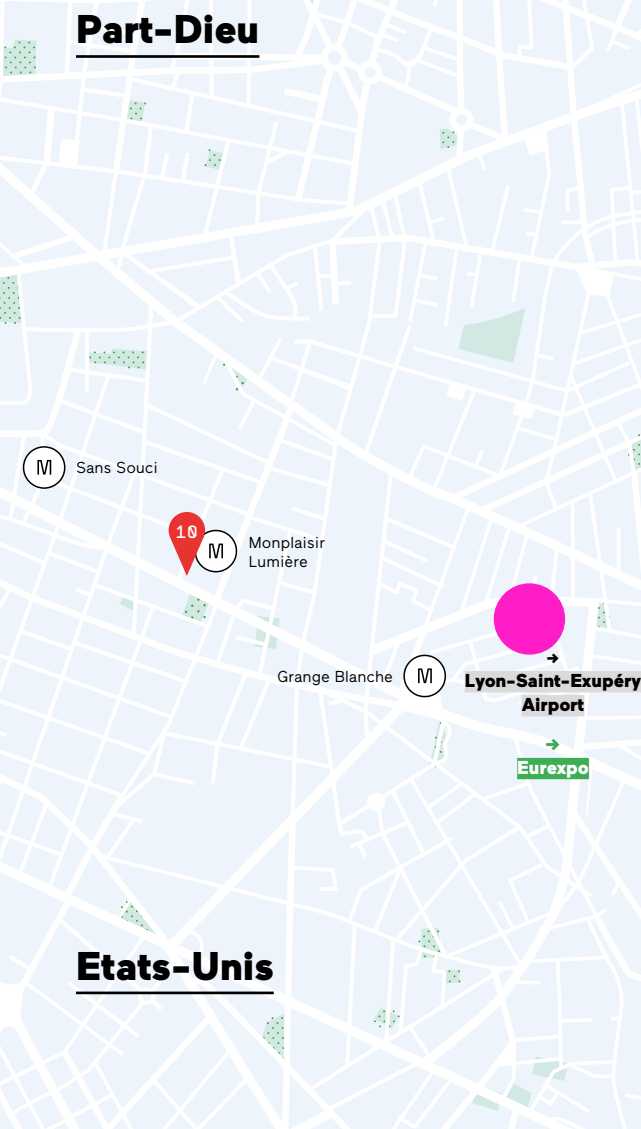 Part-Dieu
M Sans Souci
10
M Monplaisir
Lumière
Grange Blanche M
→
Lyon-Saint-Exupéry
Airport
→
Eurexpo
Etats-Unis